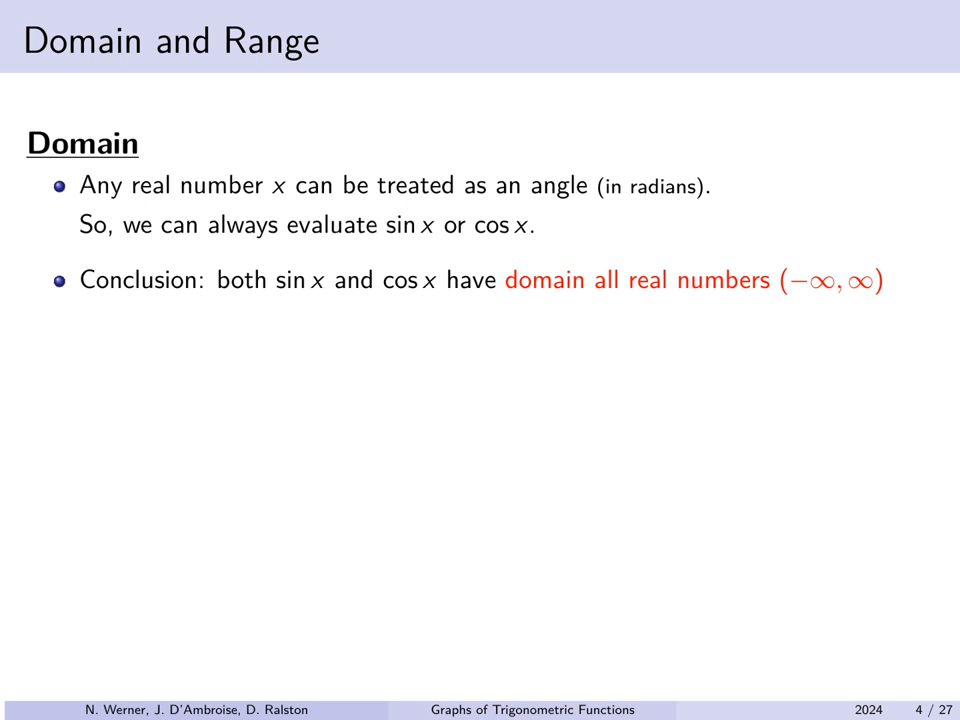 Domain and Range
Domain
Any real number x can be treated as an angle (in radians).
So, we can always evaluate sin x or cos x.
Conclusion: both sin x and cos x have domain all real numbers (−∞, ∞)
N. Werner, J. D'Ambroise, D. Ralston Graphs of Trigonometric Functions 2024 4 / 27